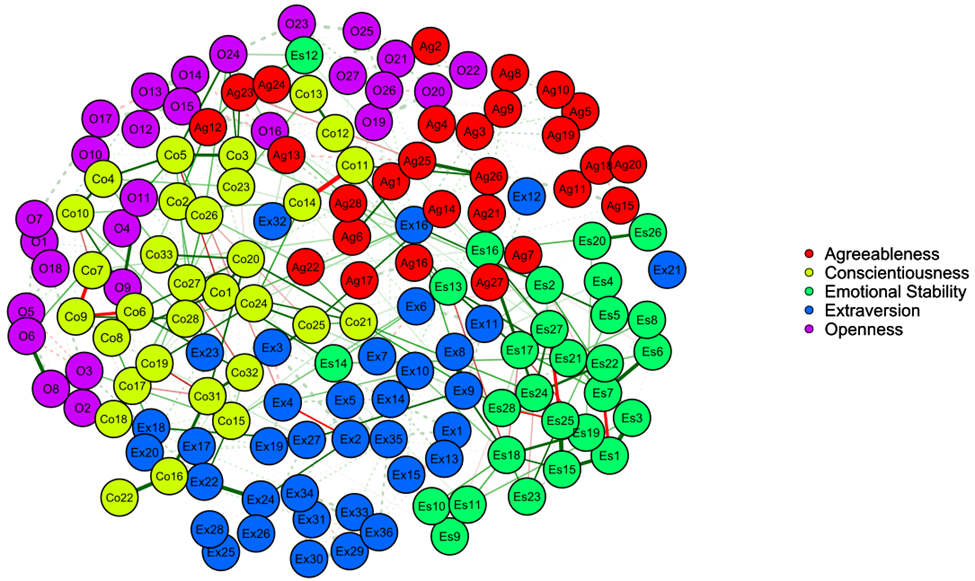 O23
O25
O24
Es12
O21
Ag2
O22
O14
O27
Ag8
O13
Ag23
Ag24
Co13
O26
O20
Ag10
O15
Ag9
Ag5
O17
O12
Ag12
O16
Co12
O19
Ag4
Ag3
Ag19
O10
Co5
Co3
Ag13
Co11
Ag25
Ag20
Co4
Co23
Ag1
Ag26
Ag11
O11
Co2
Co14
Ag28
Ex12
Ag15
O7
Co10
Co26
Ex32
Ag14
Ag21
O4
Ex16
Es26
O1
Ag6
Es20
Co33
Es16
Ag7
O18
Co7
Co20
Ag22
Ag16
Ex21
Ag17
O9
Co27
Co1
Es13
Ag27
Es2
Es4
O5
Co9
Co6
Co24
Ex6
Co28
Co25
Co21
Ex11
Es27
Es5
Es8
O6
Co8
Ex23
Ex3
Ex7
Ex8
Es17
Es21
Es6
Co19
Es14
Es22
O3
Co32
Ex10
O8
Co17
Co31
Ex4
Ex5
Ex14
Ex9
Es24
Es7
O2
Es28
Co18
Co15
Es25
Es3
Ex18
Ex1
Es19
Ex20
Ex17
Ex19
Ex27
Ex2
Ex35
Ex13
Es18
Es1
Co16
Ex22
Ex15
Es15
Co22
Ex24
Ex34
Es23
Ex31
Ex33
Es10
Es11
Ex28
Ex26
Ex36
Es9
Ex25
Ex30
Ex29
Agreeableness
Conscientiousness
Emotional Stability
Extraversion
Openness